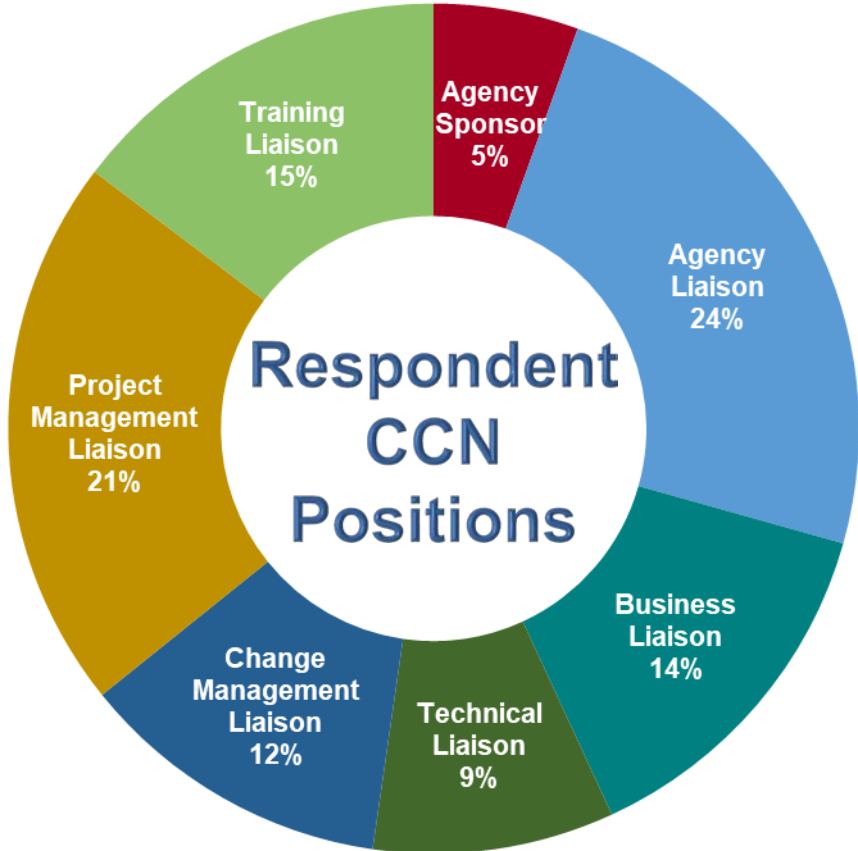 Agency
Sponsor
5%
Agency
Liaison
24%
Business
Liaison
14%
Technical
Liaison
9%
Change
Management
Liaison
12%
Project
Management
Liaison
21%
Training
Liaison
15%
Respondent
CCN
Positions